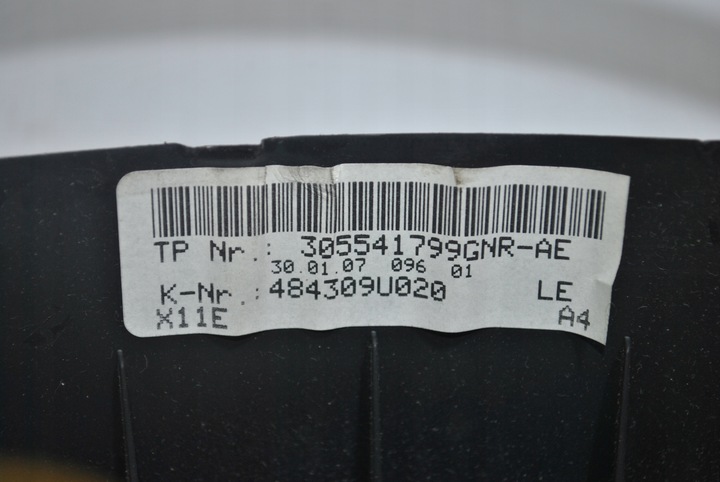 TP Nr.: 305541799GNR-AE
30.01.07 096 01
K-Nr.: 484309U020 LE
X11E A4